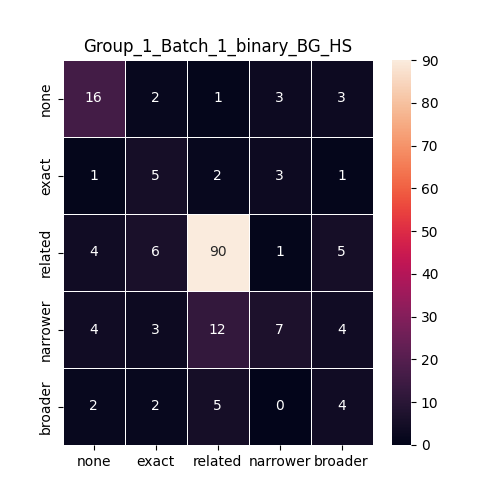 Group_1_Batch_1_binary_BG_HS
none 16 2 1 3 3
exact 1 5 2 3 1
related 4 6 90 1 5
narrower 4 3 12 7 4
broader 2 2 5 0 4
none exact related narrower broader
90
80
70
60
50
40
30
20
10
0